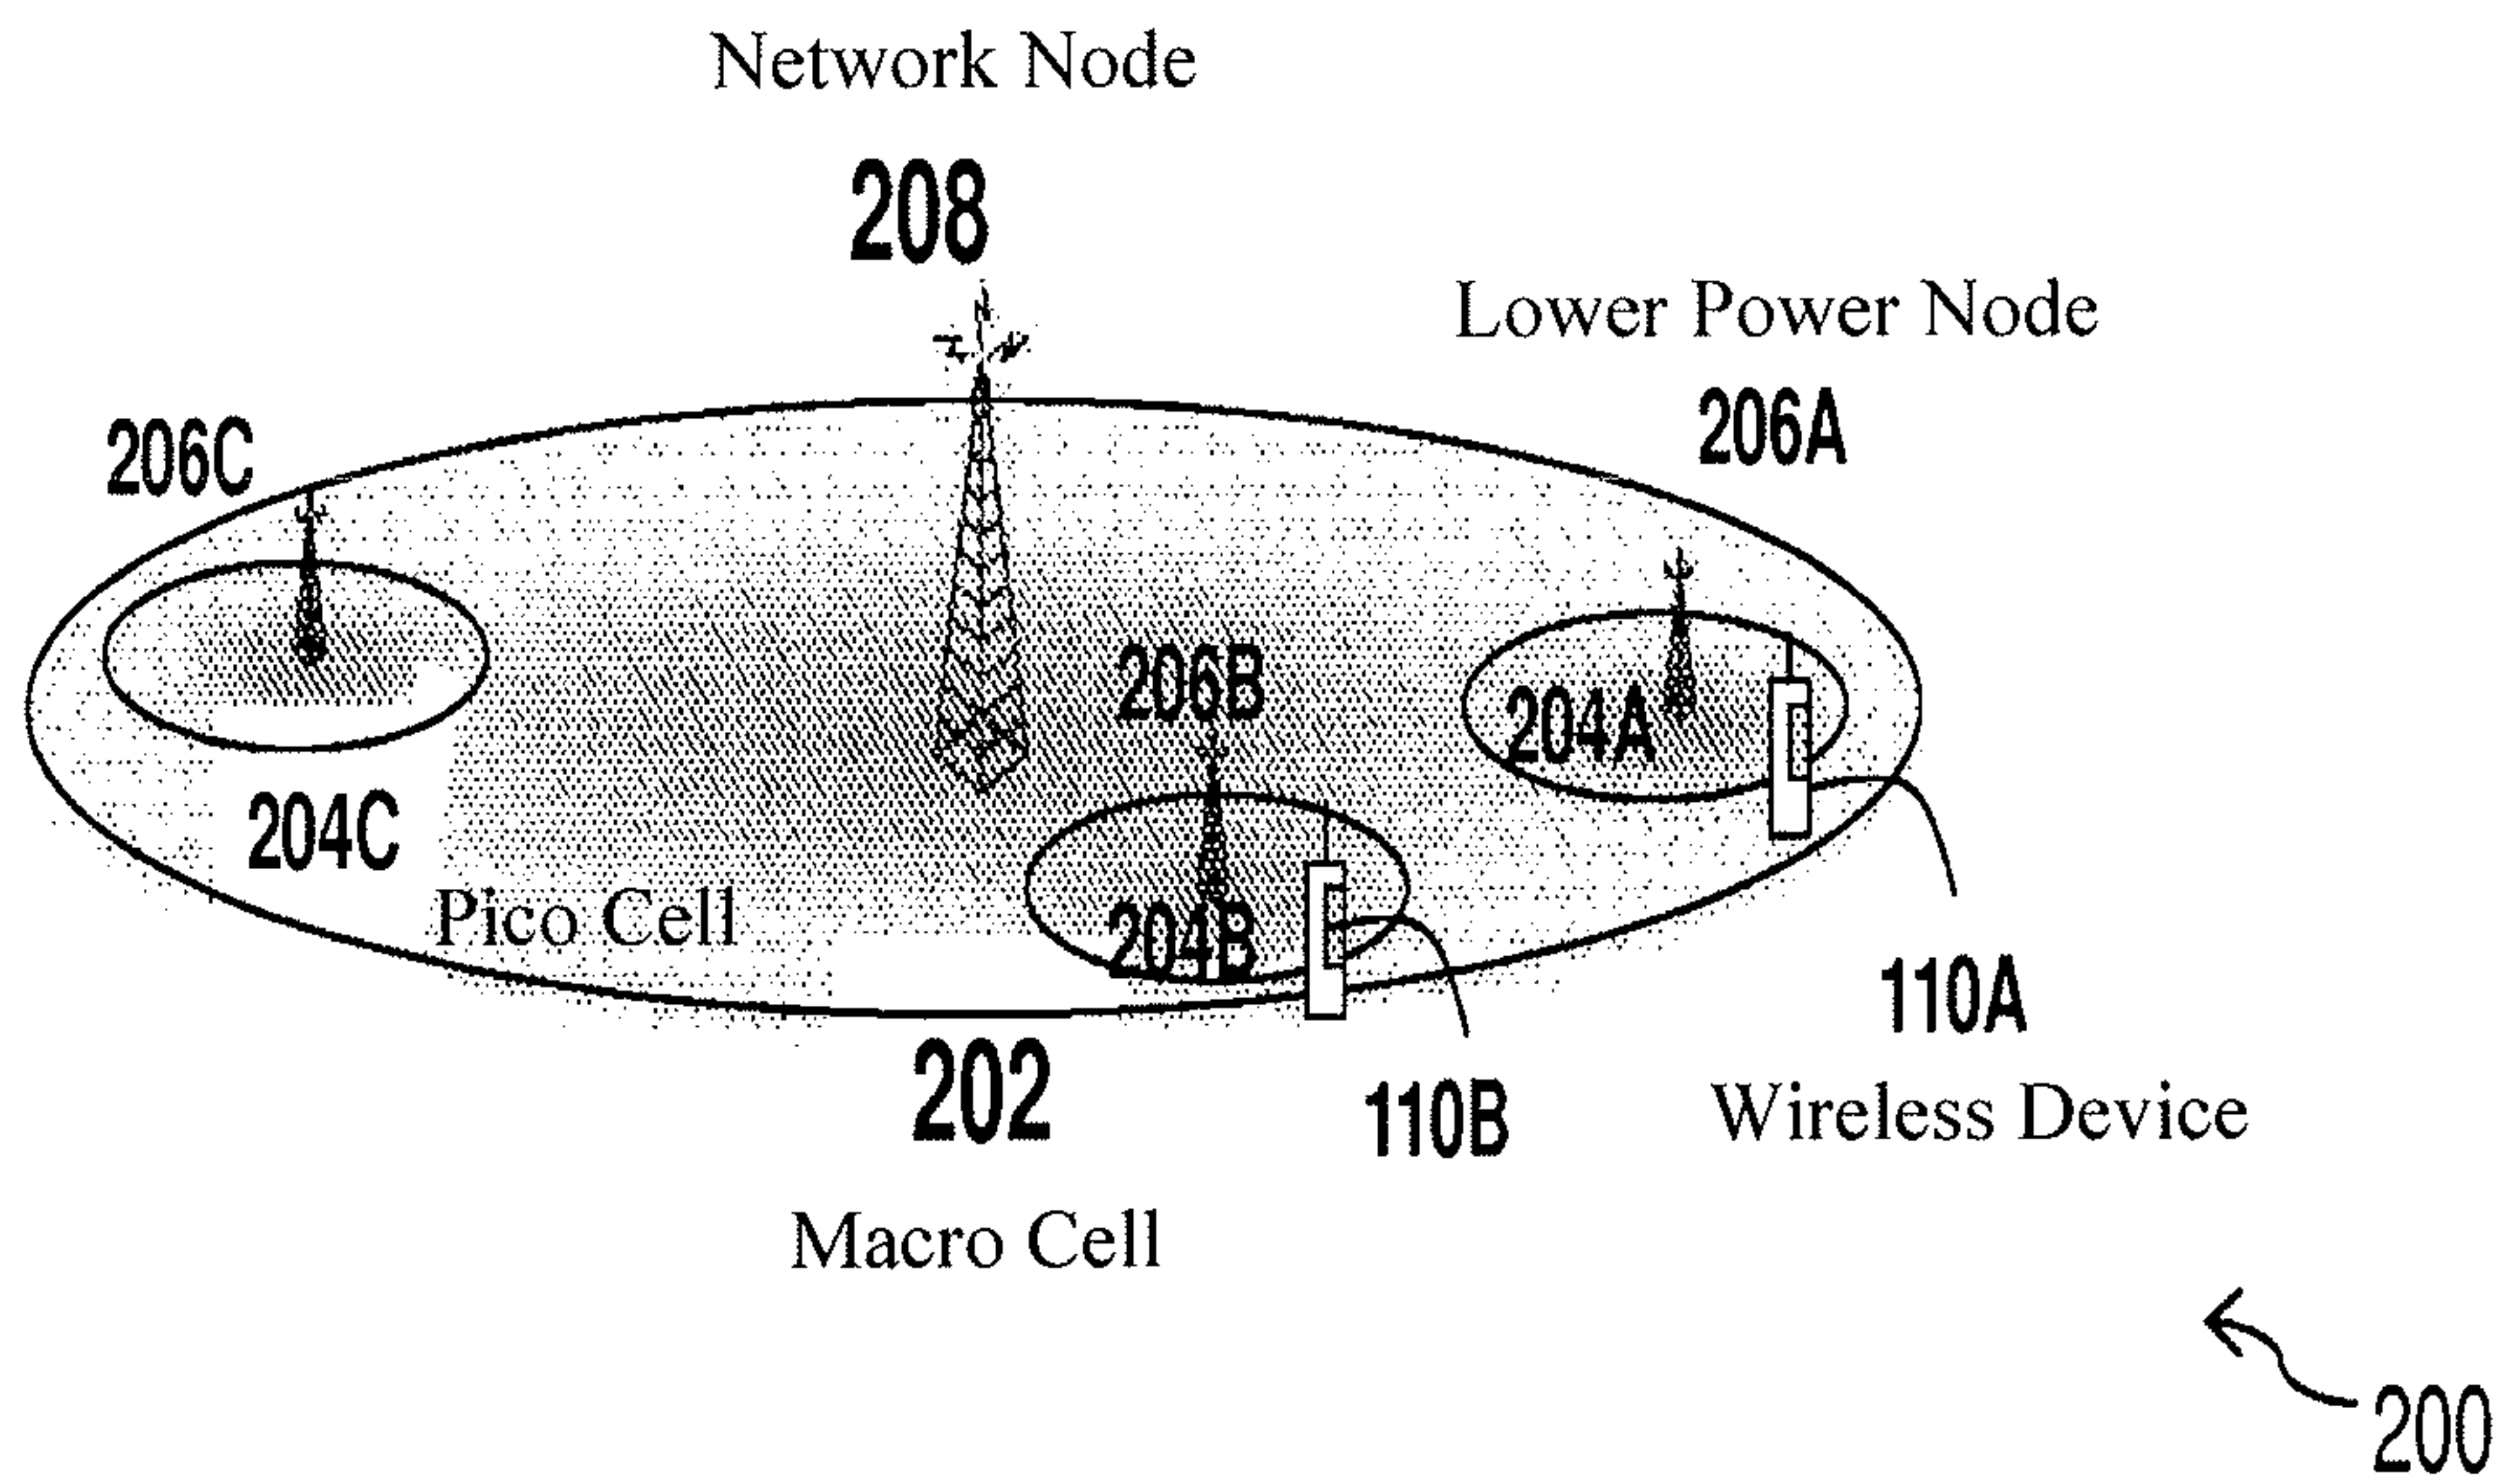 Network Node
208
Lower Power Node
206A
206C
206B
204A
204C
Pico Cell
204B
110A
202
110B
Wireless Device
Macro Cell
200